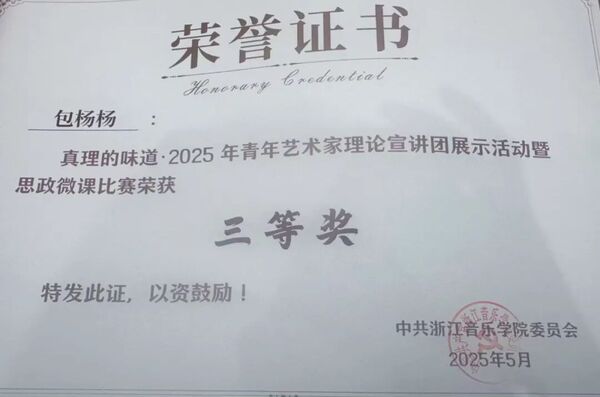 荣誉证书
Honorary Credential
包杨杨 :
真理的味道·2025 年青年艺术家理论宣讲团展示活动暨
思政微课比赛荣获
三等奖
特发此证，以资鼓励！
中共浙江音乐学院委员会
2025年5月